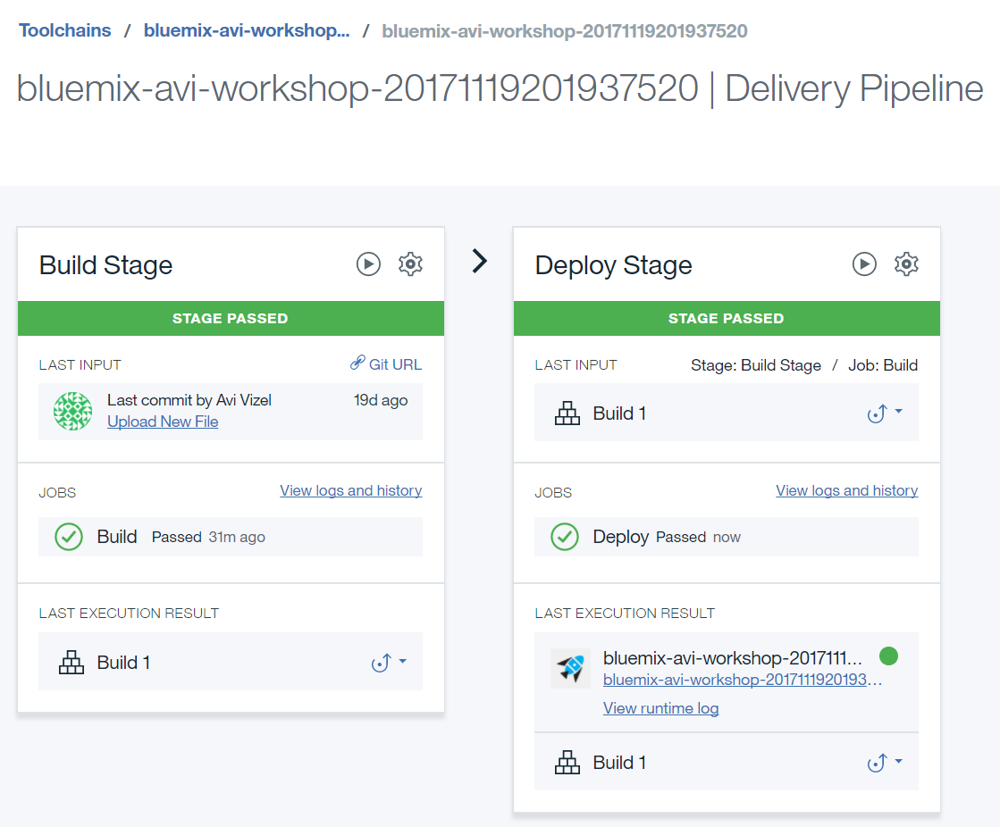 Toolchains / bluemix-avi-workshop... / bluemix-avi-workshop-20171119201937520
bluemix-avi-workshop-20171119201937520 | Delivery Pipeline
Build Stage
STAGE PASSED
LAST INPUT Git URL
Last commit by Avi Vizel 19d ago
Upload New File
JOBS View logs and history
Build Passed 31m ago
LAST EXECUTION RESULT
Build 1
Deploy Stage
STAGE PASSED
LAST INPUT Stage: Build Stage / Job: Build
Build 1
JOBS View logs and history
Deploy Passed now
LAST EXECUTION RESULT
bluemix-avi-workshop-2017111...
bluemix-avi-workshop-2017111920193...
View runtime log
Build 1